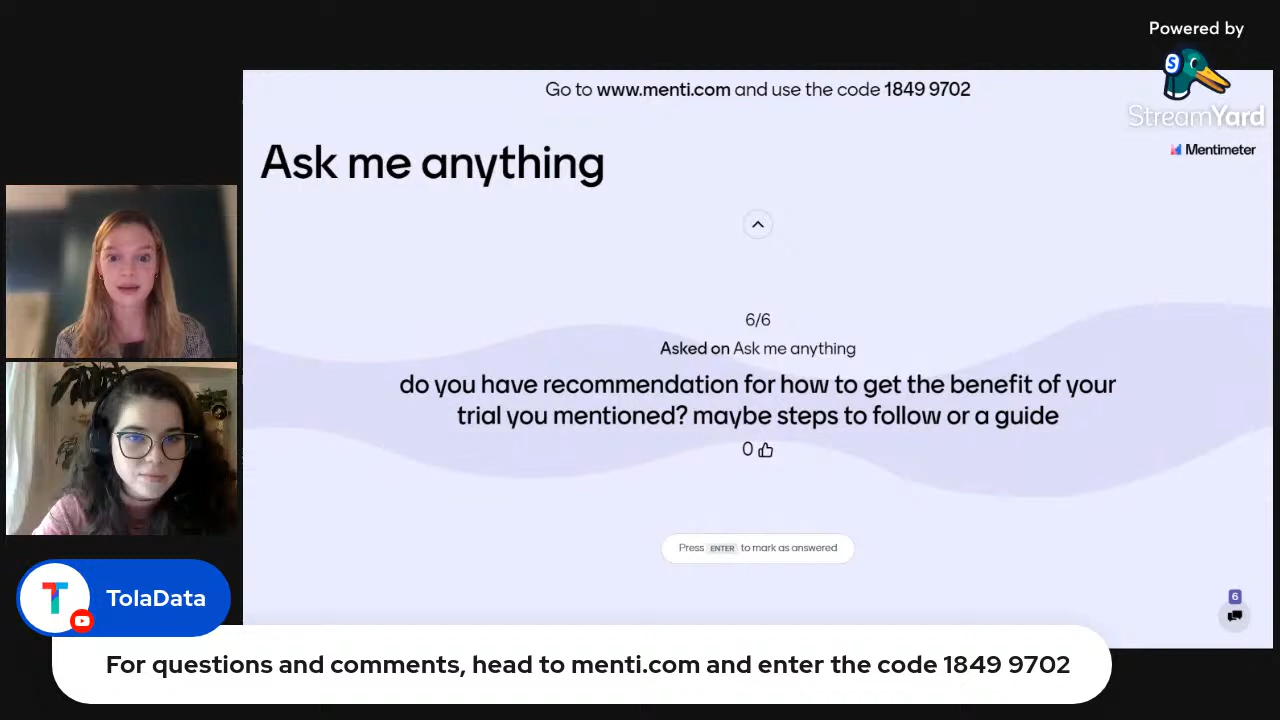 Powered by
StreamYard
Go to www.menti.com and use the code 1849 9702
Mentimeter
Ask me anything
6/6
Asked on Ask me anything
do you have recommendation for how to get the benefit of your
trial you mentioned? maybe steps to follow or a guide
0
Press ENTER to mark as answered
6
T TolaData
For questions and comments, head to menti.com and enter the code 1849 9702